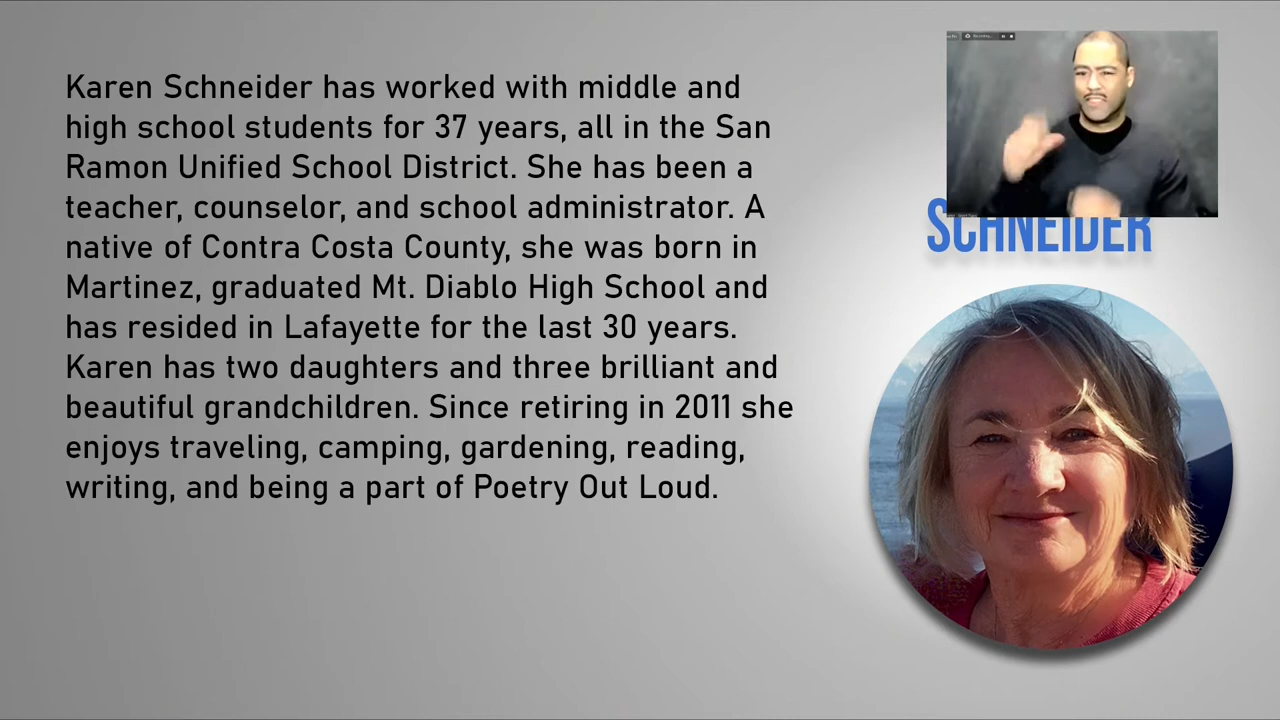 Karen Schneider has worked with middle and
high school students for 37 years, all in the San
Ramon Unified School District. She has been a
teacher, counselor, and school administrator. A
native of Contra Costa County, she was born in
Martinez, graduated Mt. Diablo High School and
has resided in Lafayette for the last 30 years.
Karen has two daughters and three brilliant and
beautiful grandchildren. Since retiring in 2011 she
enjoys traveling, camping, gardening, reading,
writing, and being a part of Poetry Out Loud.
SCHNEIDER